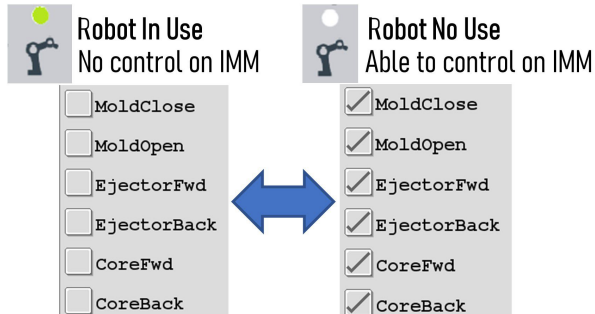 Robot In Use
No control on IMM
MoldClose
MoldOpen
EjectorFwd
EjectorBack
CoreFwd
CoreBack
Robot No Use
Able to control on IMM
MoldClose
MoldOpen
EjectorFwd
EjectorBack
CoreFwd
CoreBack